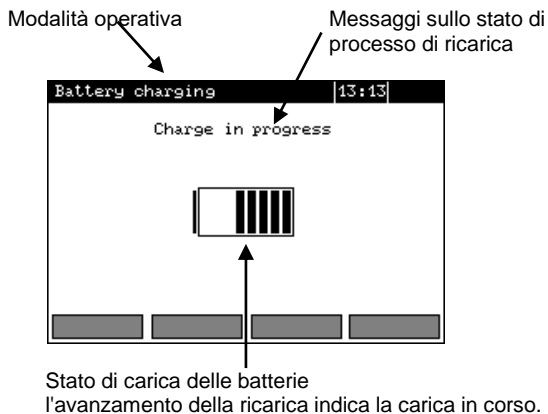 Modalità operativa
Messaggi sullo stato di
processo di ricarica
Battery charging
13:13
Charge in progress
Stato di carica delle batterie
l'avanzamento della ricarica indica la carica in corso.